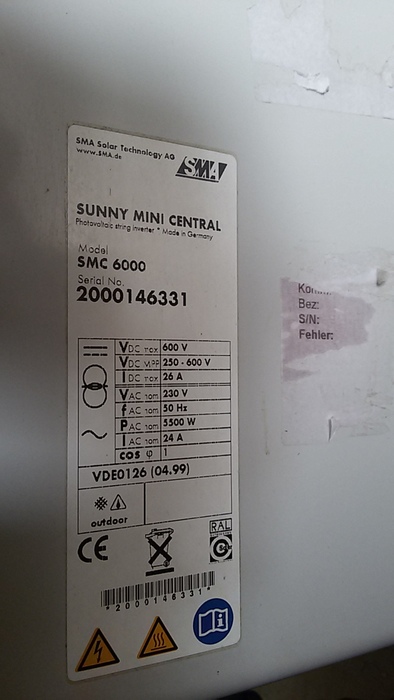 SMA Solar Technology AG
www.SMA.de
SMA
SUNNY MINI CENTRAL
Photovoltaic string inverter * Made in Germany
Model
SMC 6000
Serial No.
2000146331
VDC max 600 V
VDC MPP 250 - 600 V
IDC max 26 A
VAC nom 230 V
fAC nom 50 Hz
PAC nom 5500 W
IAC nom 24 A
cos φ 1
VDE0126 (04.99)
outdoor
CE
RAL
*2000146331*
Bez:
S/N:
Fehler: